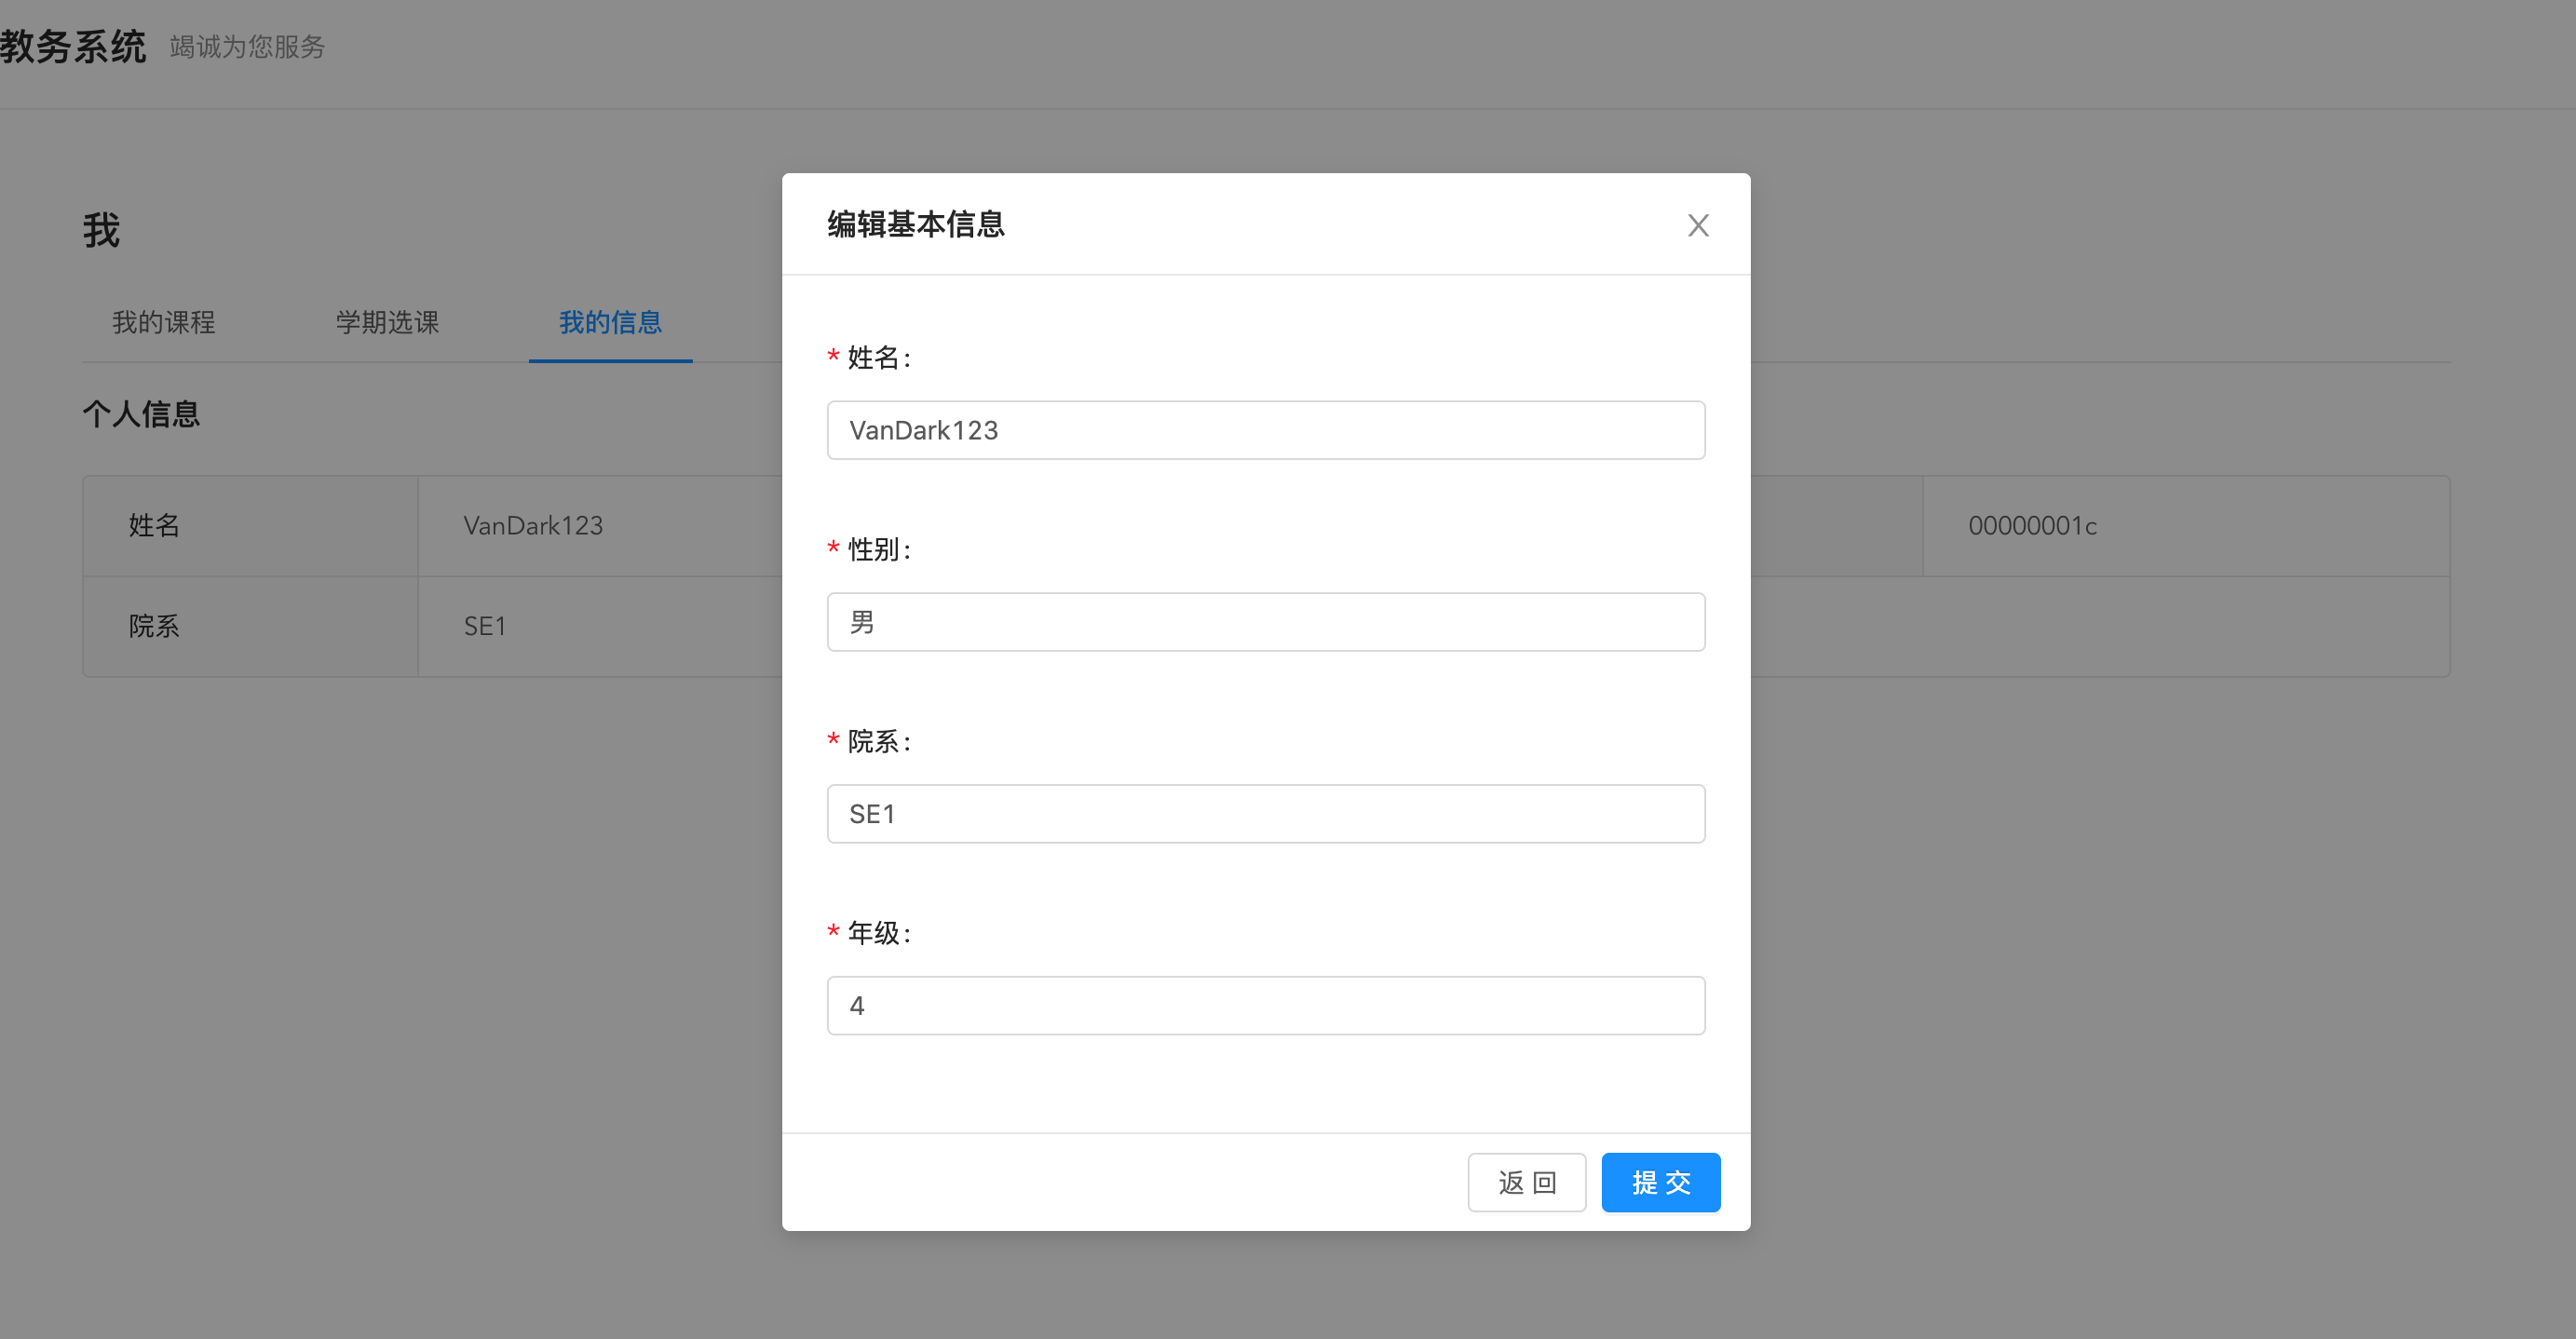 教务系统 竭诚为您服务
我
我的课程 学期选课 我的信息
个人信息
姓名 VanDark123 00000001c
院系 SE1
编辑基本信息
* 姓名:
VanDark123
* 性别:
男
* 院系:
SE1
* 年级:
4
返 回 提 交